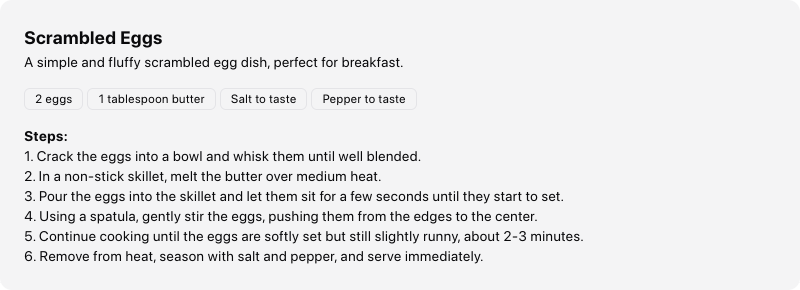 Scrambled Eggs
A simple and fluffy scrambled egg dish, perfect for breakfast.
2 eggs 1 tablespoon butter Salt to taste Pepper to taste
Steps:
1. Crack the eggs into a bowl and whisk them until well blended.
2. In a non-stick skillet, melt the butter over medium heat.
3. Pour the eggs into the skillet and let them sit for a few seconds until they start to set.
4. Using a spatula, gently stir the eggs, pushing them from the edges to the center.
5. Continue cooking until the eggs are softly set but still slightly runny, about 2-3 minutes.
6. Remove from heat, season with salt and pepper, and serve immediately.